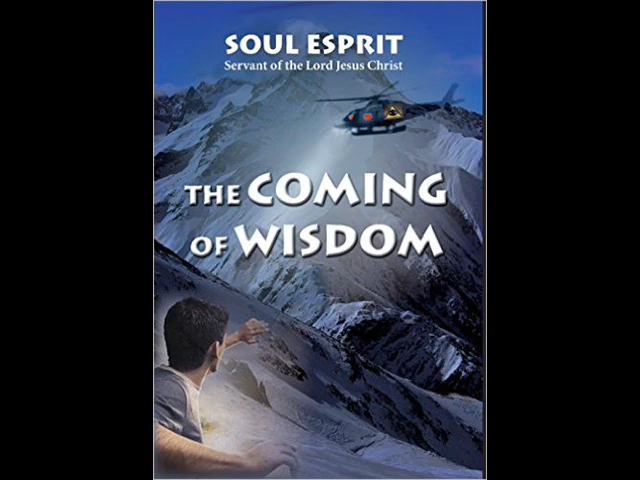 SOUL ESPRIT
Servant of the Lord Jesus Christ
THE COMING
OF WISDOM